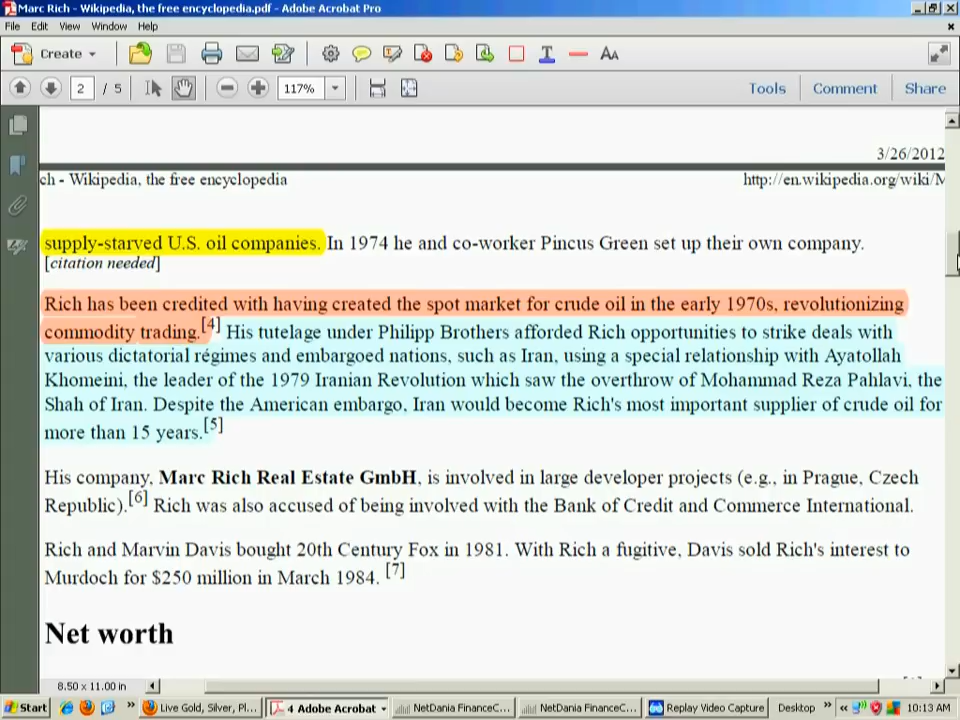 Marc Rich - Wikipedia, the free encyclopedia.pdf - Adobe Acrobat Pro
File Edit View Window Help
Create
2 / 5 117% Tools Comment Share
3/26/2012
ch - Wikipedia, the free encyclopedia http://en.wikipedia.org/wiki/M
supply-starved U.S. oil companies. In 1974 he and co-worker Pincus Green set up their own company.
[citation needed]
Rich has been credited with having created the spot market for crude oil in the early 1970s, revolutionizing
commodity trading.[4] His tutelage under Philipp Brothers afforded Rich opportunities to strike deals with
various dictatorial régimes and embargoed nations, such as Iran, using a special relationship with Ayatollah
Khomeini, the leader of the 1979 Iranian Revolution which saw the overthrow of Mohammad Reza Pahlavi, the
Shah of Iran. Despite the American embargo, Iran would become Rich's most important supplier of crude oil for
more than 15 years.[5]
His company, Marc Rich Real Estate GmbH, is involved in large developer projects (e.g., in Prague, Czech
Republic).[6] Rich was also accused of being involved with the Bank of Credit and Commerce International.
Rich and Marvin Davis bought 20th Century Fox in 1981. With Rich a fugitive, Davis sold Rich's interest to
Murdoch for $250 million in March 1984. [7]
Net worth
8.50 x 11.00 in
Start Live Gold, Silver, Pl... 4 Adobe Acrobat NetDania FinanceC... NetDania FinanceC... Replay Video Capture Desktop 10:13 AM